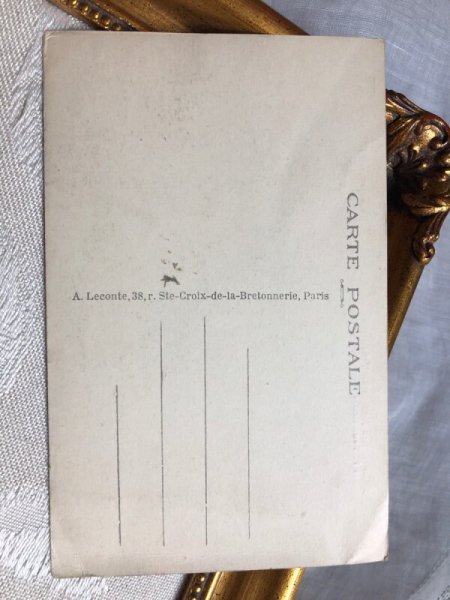 CARTE POSTALE
A. Leconte, 38, r. Ste-Croix-de-la-Bretonnerie, Paris